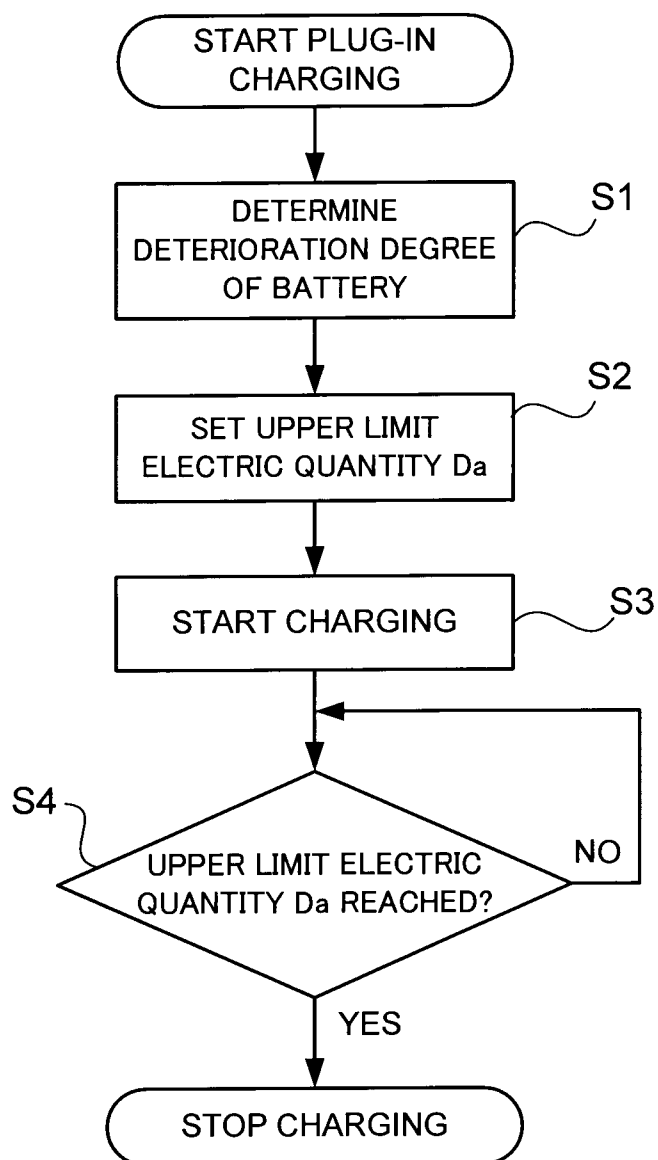 START PLUG-IN
CHARGING
S1
DETERMINE
DETERIORATION DEGREE
OF BATTERY
S2
SET UPPER LIMIT
ELECTRIC QUANTITY Da
START CHARGING
S3
S4
UPPER LIMIT ELECTRIC
QUANTITY Da REACHED?
NO
YES
STOP CHARGING